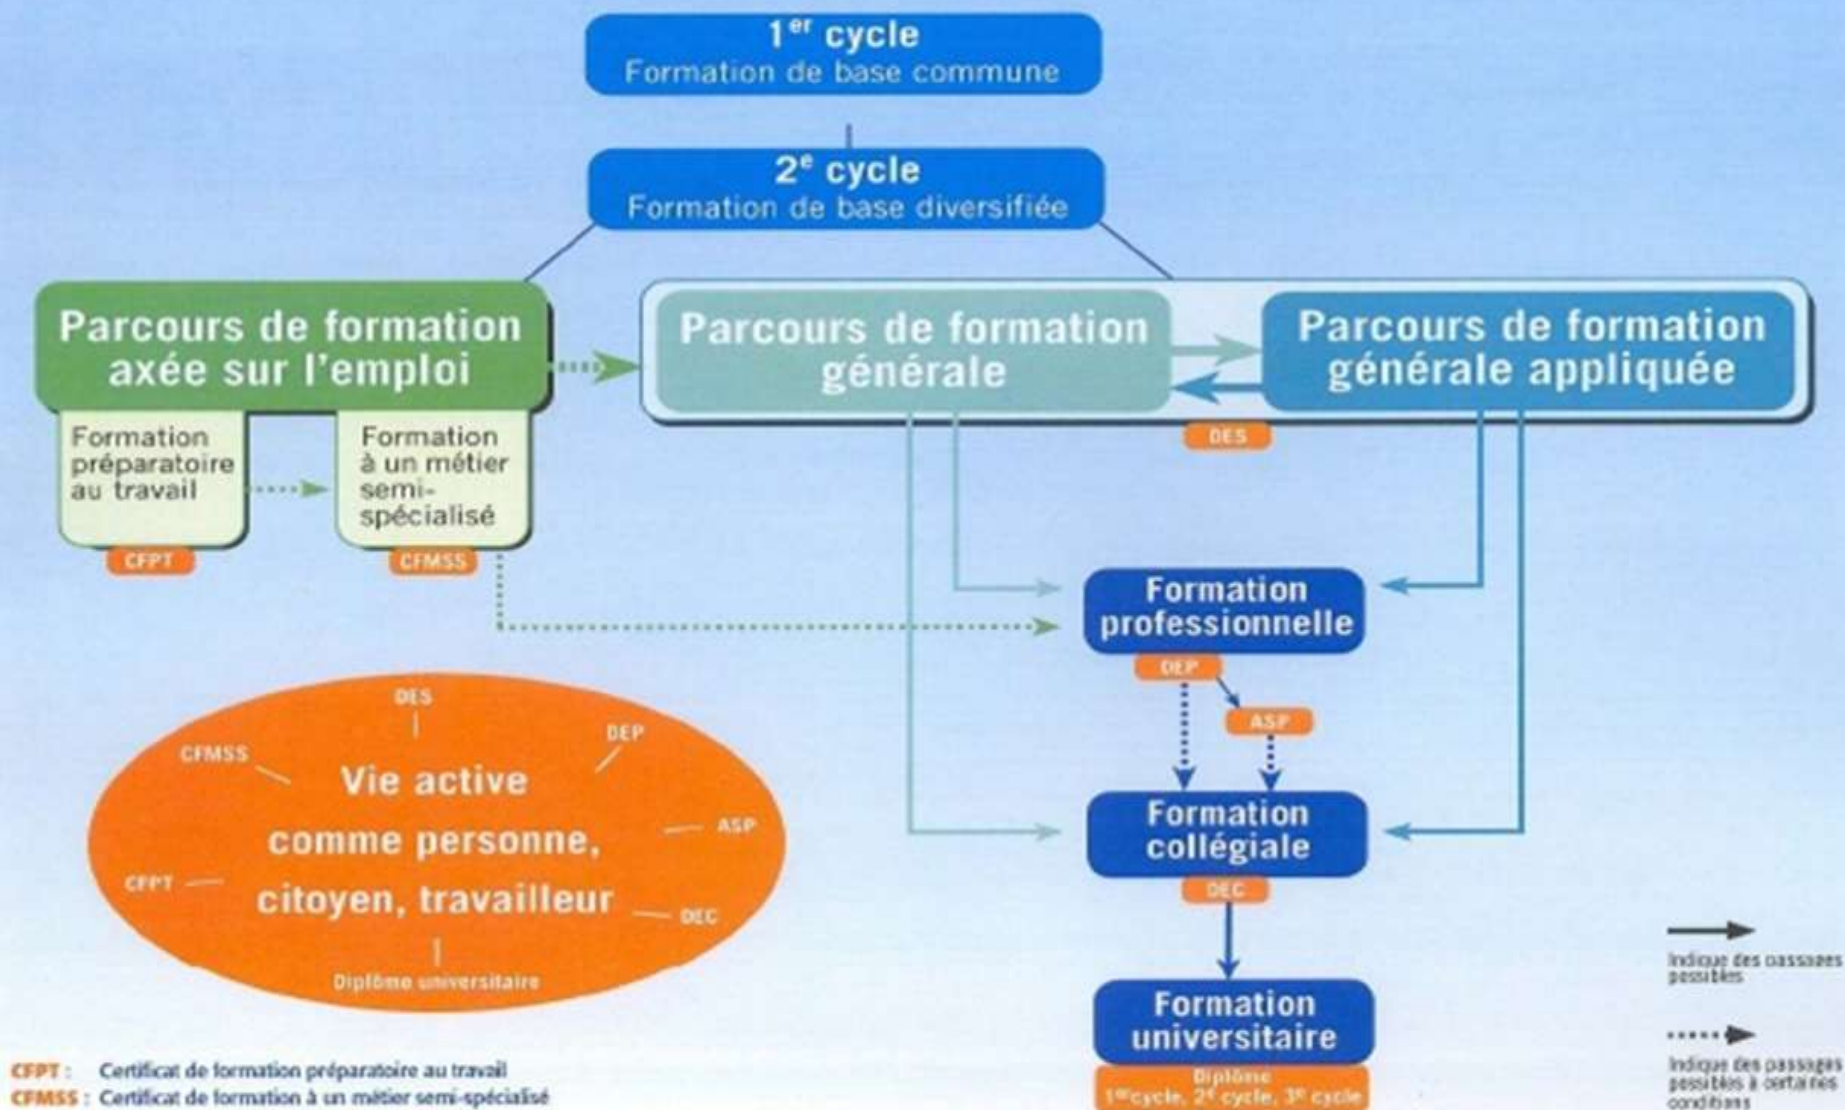 1er cycle
Formation de base commune
2e cycle
Formation de base diversifiée
Parcours de formation
axée sur l'emploi
Parcours de formation
générale
Parcours de formation
générale appliquée
DES
Formation
préparatoire
au travail
CFPT
Formation
à un métier
semi-
spécialisé
CFMSS
Formation
professionnelle
DEP
ASP
Formation
collégiale
DEC
Formation
universitaire
Diplôme
1er cycle, 2e cycle, 3e cycle
DES
CFMSS
DEP
Vie active
comme personne,
citoyen, travailleur
ASP
CFPT
DEC
Diplôme universitaire
Indique des passages
possibles
Indique des passages
possibles à certaines
conditions
CFPT : Certificat de formation préparatoire au travail
CFMSS : Certificat de formation à un métier semi-spécialisé